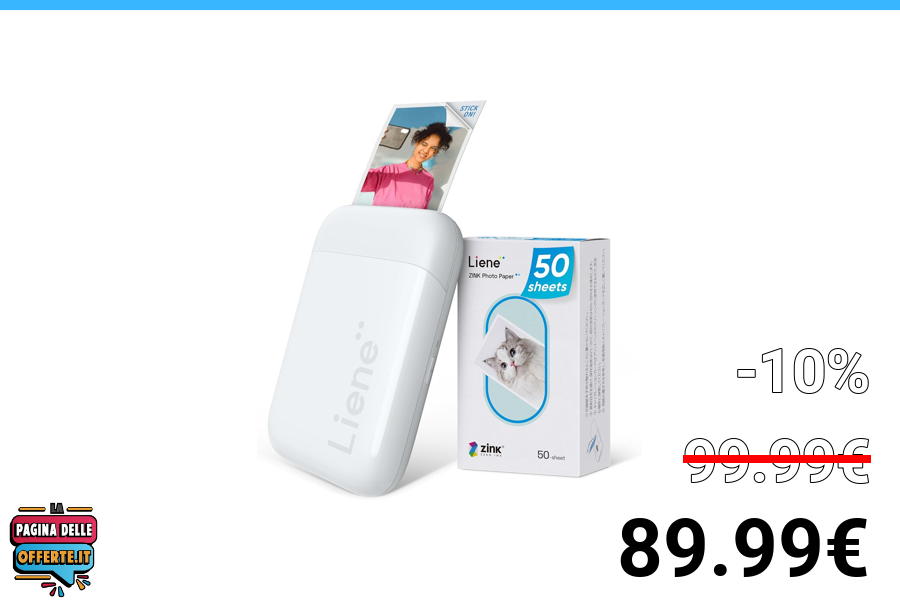 STICK
ON!
Liene
ZINK Photo Paper
50
sheets
Liene
zink
50-sheet
-10%
99.99€
89.99€
LA
PAGINA DELLE
OFFERTE.IT